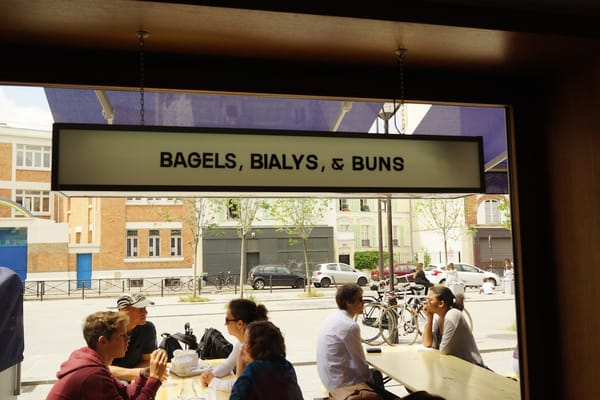 BAGELS, BIALYS, & BUNS